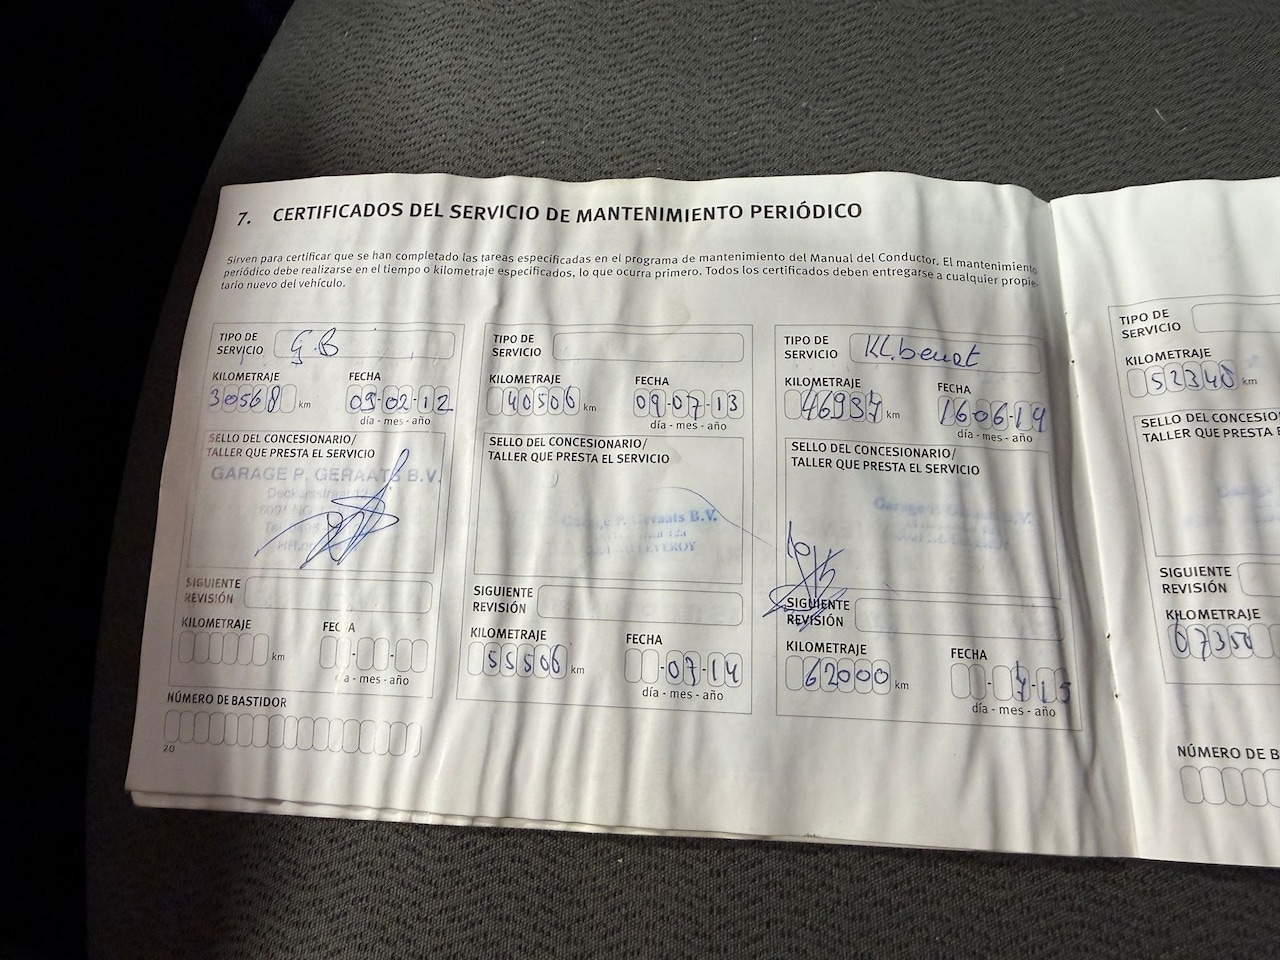 7. CERTIFICADOS DEL SERVICIO DE MANTENIMIENTO PERIÓDICO
Sirven para certificar que se han completado las tareas especificadas en el programa de mantenimiento del Manual del Conductor. El mantenimiento
periódico debe realizarse en el tiempo o kilometraje especificados, lo que ocurra primero. Todos los certificados deben entregarse a cualquier propie-
tario nuevo del vehículo.
TIPO DE
SERVICIO
G.B
KILOMETRAJE
FECHA
30568 km
09-02-12
día - mes - año
SELLO DEL CONCESIONARIO/
TALLER QUE PRESTA EL SERVICIO
GARAGE P. GERAATS B.V.
SIGUIENTE
REVISIÓN
KILOMETRAJE
km
- mes - año
NÚMERO DE BASTIDOR
20
TIPO DE
SERVICIO
KILOMETRAJE
FECHA
40506 km
09-07-13
día - mes - año
SELLO DEL CONCESIONARIO/
TALLER QUE PRESTA EL SERVICIO
Garage P. Geraats B.V.
SIGUIENTE
REVISIÓN
KILOMETRAJE
FECHA
55506 km
-07-14
día - mes - año
TIPO DE
SERVICIO
Kl. beurt
KILOMETRAJE
FECHA
km
día - mes - año
SELLO DEL CONCESIONARIO/
TALLER QUE PRESTA EL SERVICIO
SIGUIENTE
REVISIÓN
KILOMETRAJE
FECHA
62000 km
día - mes - año
TIPO DE
SERVICIO
KILOMETRAJE
52340 km
SELLO DEL CONCESIO
TALLER QUE PRESTA E
SIGUIENTE
REVISIÓN
KILOMETRAJE
67350
NÚMERO DE B